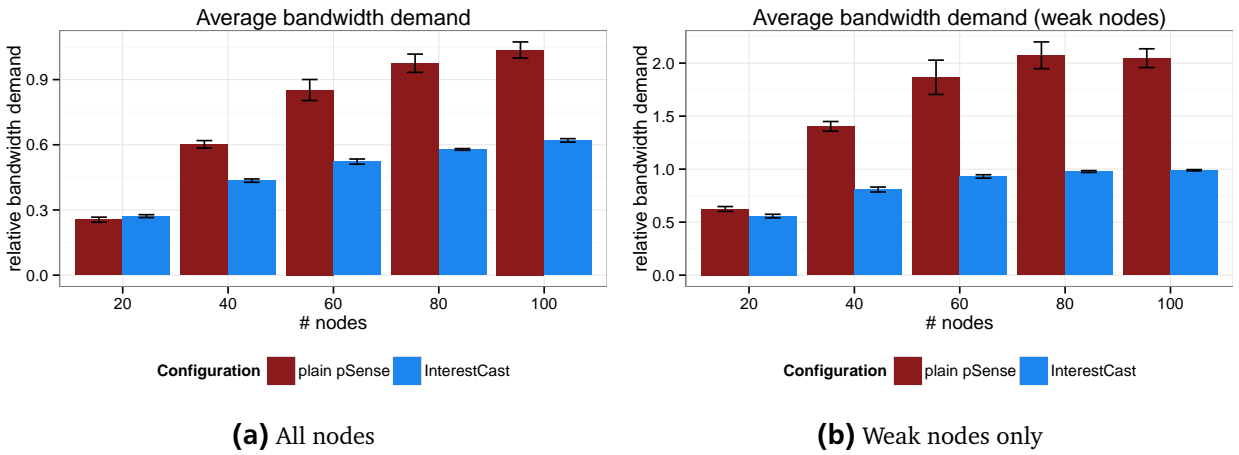 Average bandwidth demand
relative bandwidth demand
0.9
0.6
0.3
0.0
20 40 60 80 100
# nodes
Configuration plain pSense InterestCast
(a) All nodes
Average bandwidth demand (weak nodes)
relative bandwidth demand
2.0
1.5
1.0
0.5
0.0
20 40 60 80 100
# nodes
Configuration plain pSense InterestCast
(b) Weak nodes only